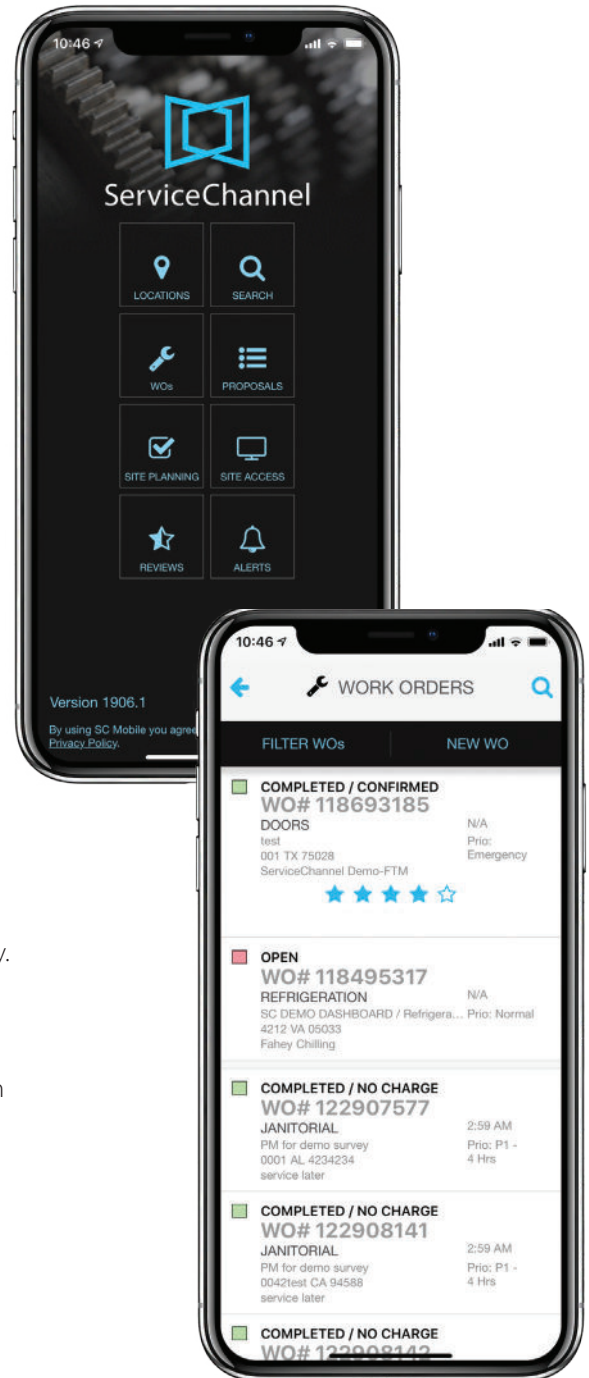 10:46
ServiceChannel
LOCATIONS
SEARCH
WOs
PROPOSALS
SITE PLANNING
SITE ACCESS
REVIEWS
ALERTS
Version 1906.1
By using SC Mobile you agree
Privacy Policy.
10:46
WORK ORDERS
FILTER WOs
NEW WO
COMPLETED / CONFIRMED
WO# 118693185
DOORS
N/A
test
Prio:
001 TX 75028
Emergency
ServiceChannel Demo-FTM
OPEN
WO# 118495317
REFRIGERATION
N/A
SC DEMO DASHBOARD / Refrigera... Prio: Normal
4212 VA 05033
Fahey Chilling
COMPLETED / NO CHARGE
WO# 122907577
JANITORIAL
2:59 AM
PM for demo survey
Prio: P1 -
0001 AL 4234234
4 Hrs
service later
COMPLETED / NO CHARGE
WO# 122908141
JANITORIAL
2:59 AM
PM for demo survey
Prio: P1 -
0042test CA 94588
4 Hrs
service later
COMPLETED / NO CHARGE
WO# 122908142